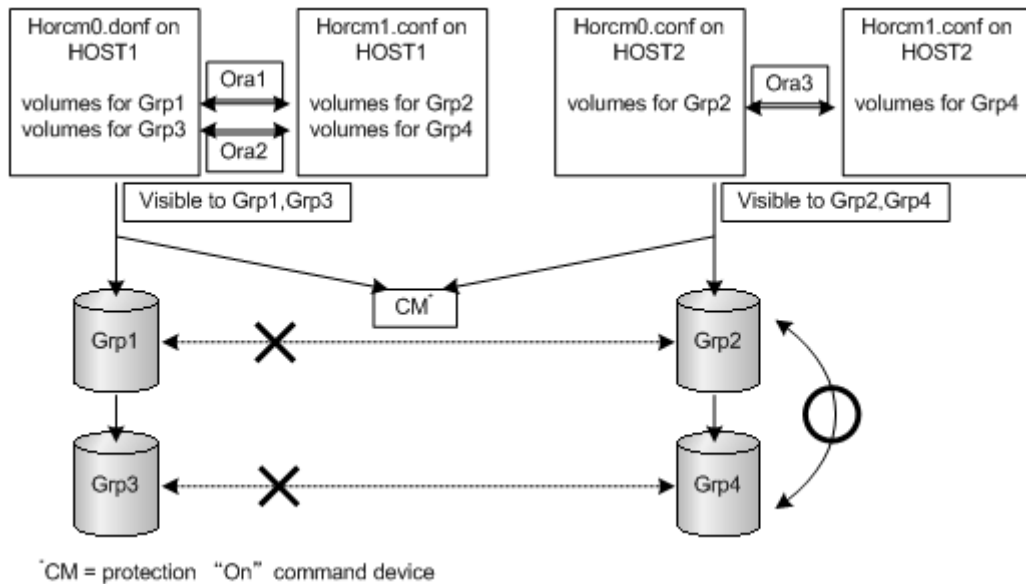 Horcm0.donf on
HOST1
volumes for Grp1
volumes for Grp3
Ora1
Ora2
Horcm1.conf on
HOST1
volumes for Grp2
volumes for Grp4
Horcm0.conf on
HOST2
volumes for Grp2
Ora3
Horcm1.conf on
HOST2
volumes for Grp4
Visible to Grp1,Grp3
Visible to Grp2,Grp4
CM*
Grp1
Grp2
Grp3
Grp4
*CM = protection “On” command device